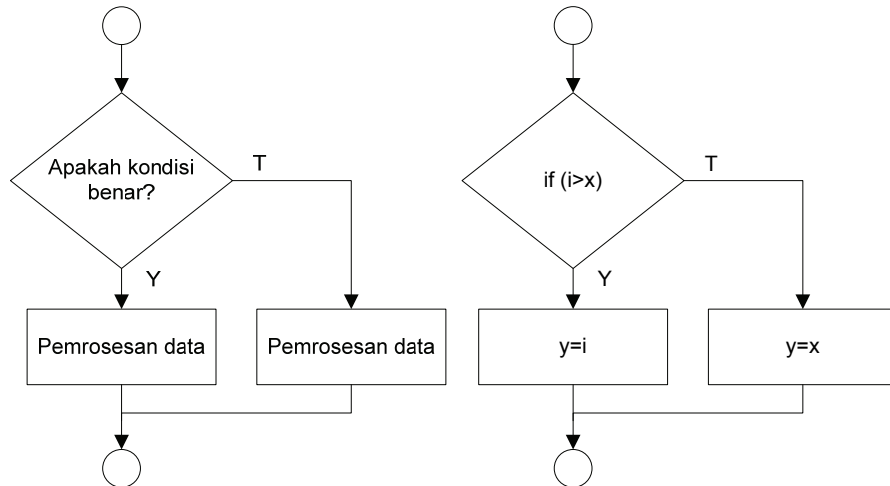 Apakah kondisi
benar?
T
Y
Pemrosesan data
Pemrosesan data
if (i>x)
T
Y
y=i
y=x